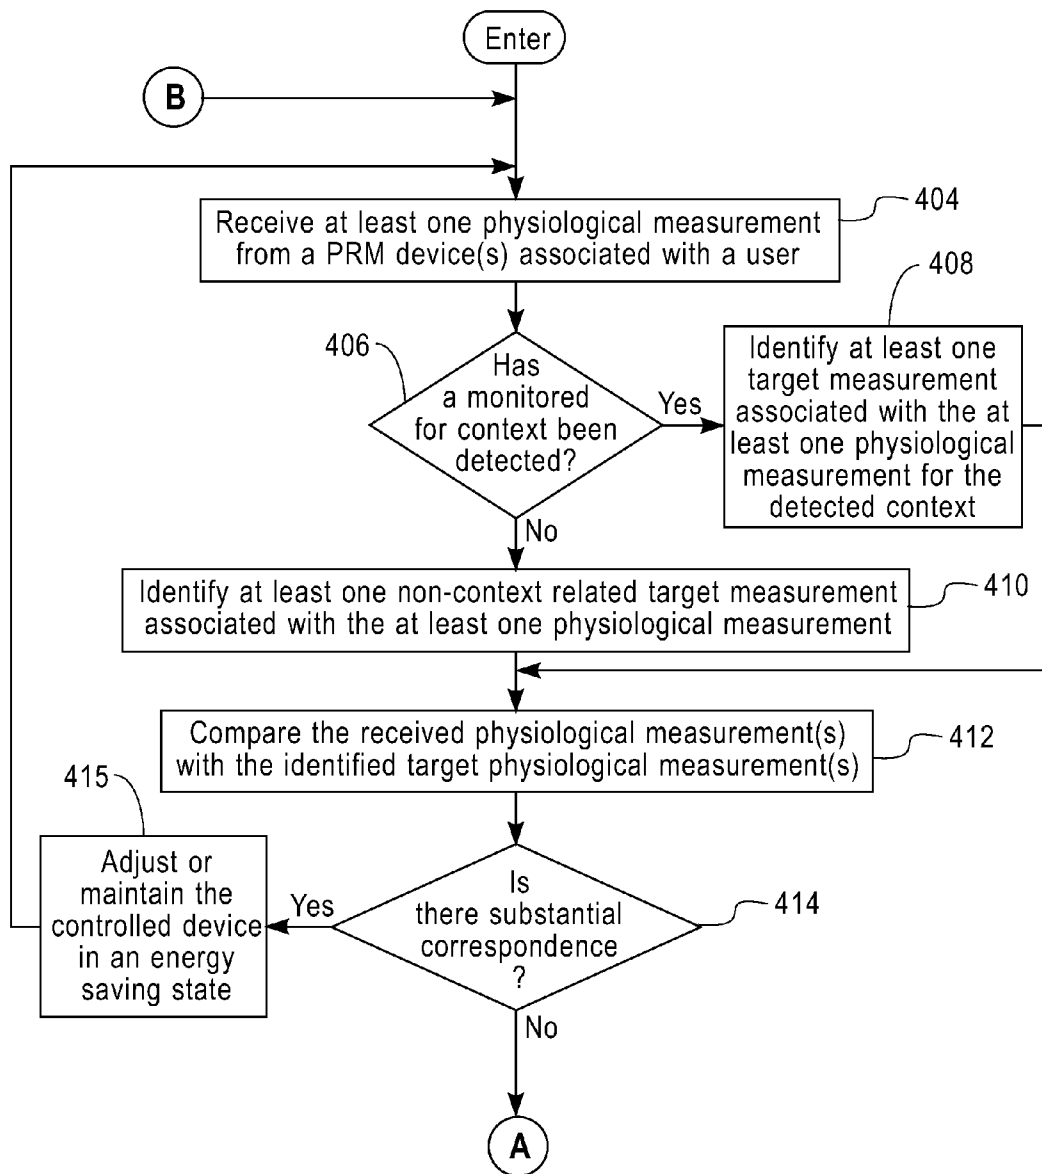 Enter
B
Receive at least one physiological measurement
from a PRM device(s) associated with a user
404
406
Has
a monitored
for context been
detected?
Yes
408
Identify at least one
target measurement
associated with the at
least one physiological
measurement for the
detected context
No
Identify at least one non-context related target measurement
associated with the at least one physiological measurement
410
Compare the received physiological measurement(s)
with the identified target physiological measurement(s)
412
415
Adjust or
maintain the
controlled device
in an energy
saving state
Yes
Is
there substantial
correspondence
?
414
No
A